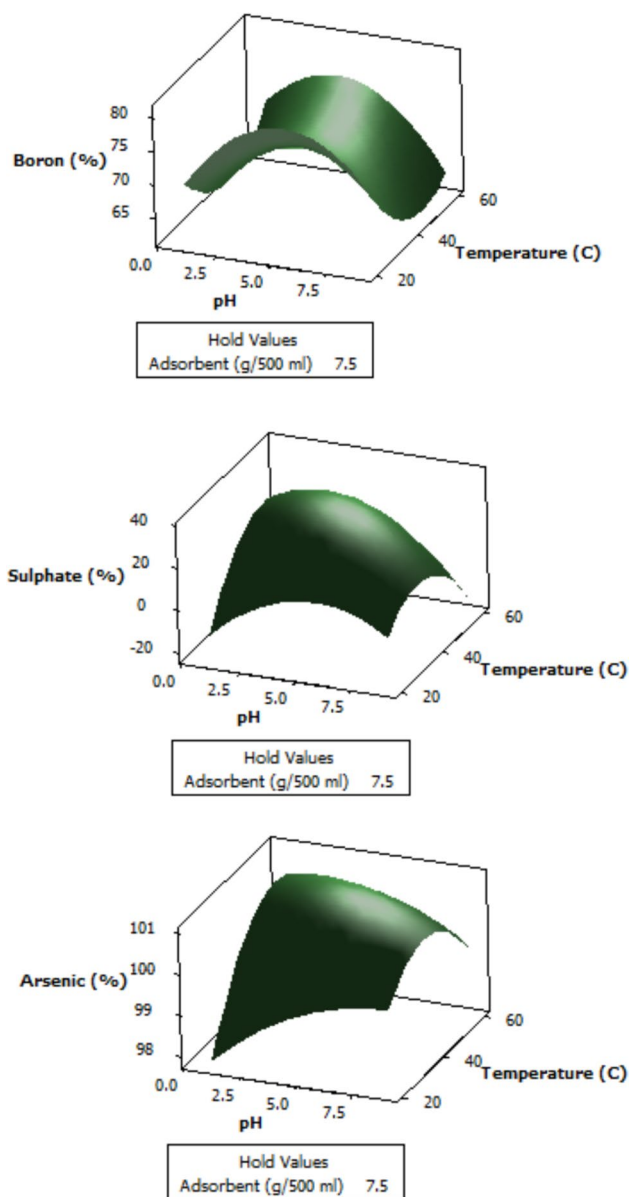 80
75
Boron (%)
70
65
60
40
Temperature (C)
20
0.0
2.5
5.0
7.5
pH
Hold Values
Adsorbent (g/500 ml) 7.5
40
20
Sulphate (%)
0
-20
60
40
Temperature (C)
20
0.0
2.5
5.0
7.5
pH
Hold Values
Adsorbent (g/500 ml) 7.5
101
100
Arsenic (%)
99
98
60
40
Temperature (C)
20
0.0
2.5
5.0
7.5
pH
Hold Values
Adsorbent (g/500 ml) 7.5